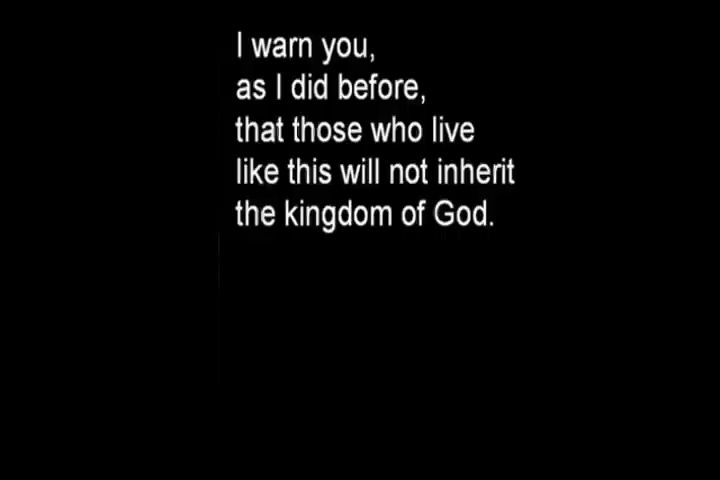 I warn you,
as I did before,
that those who live
like this will not inherit
the kingdom of God.